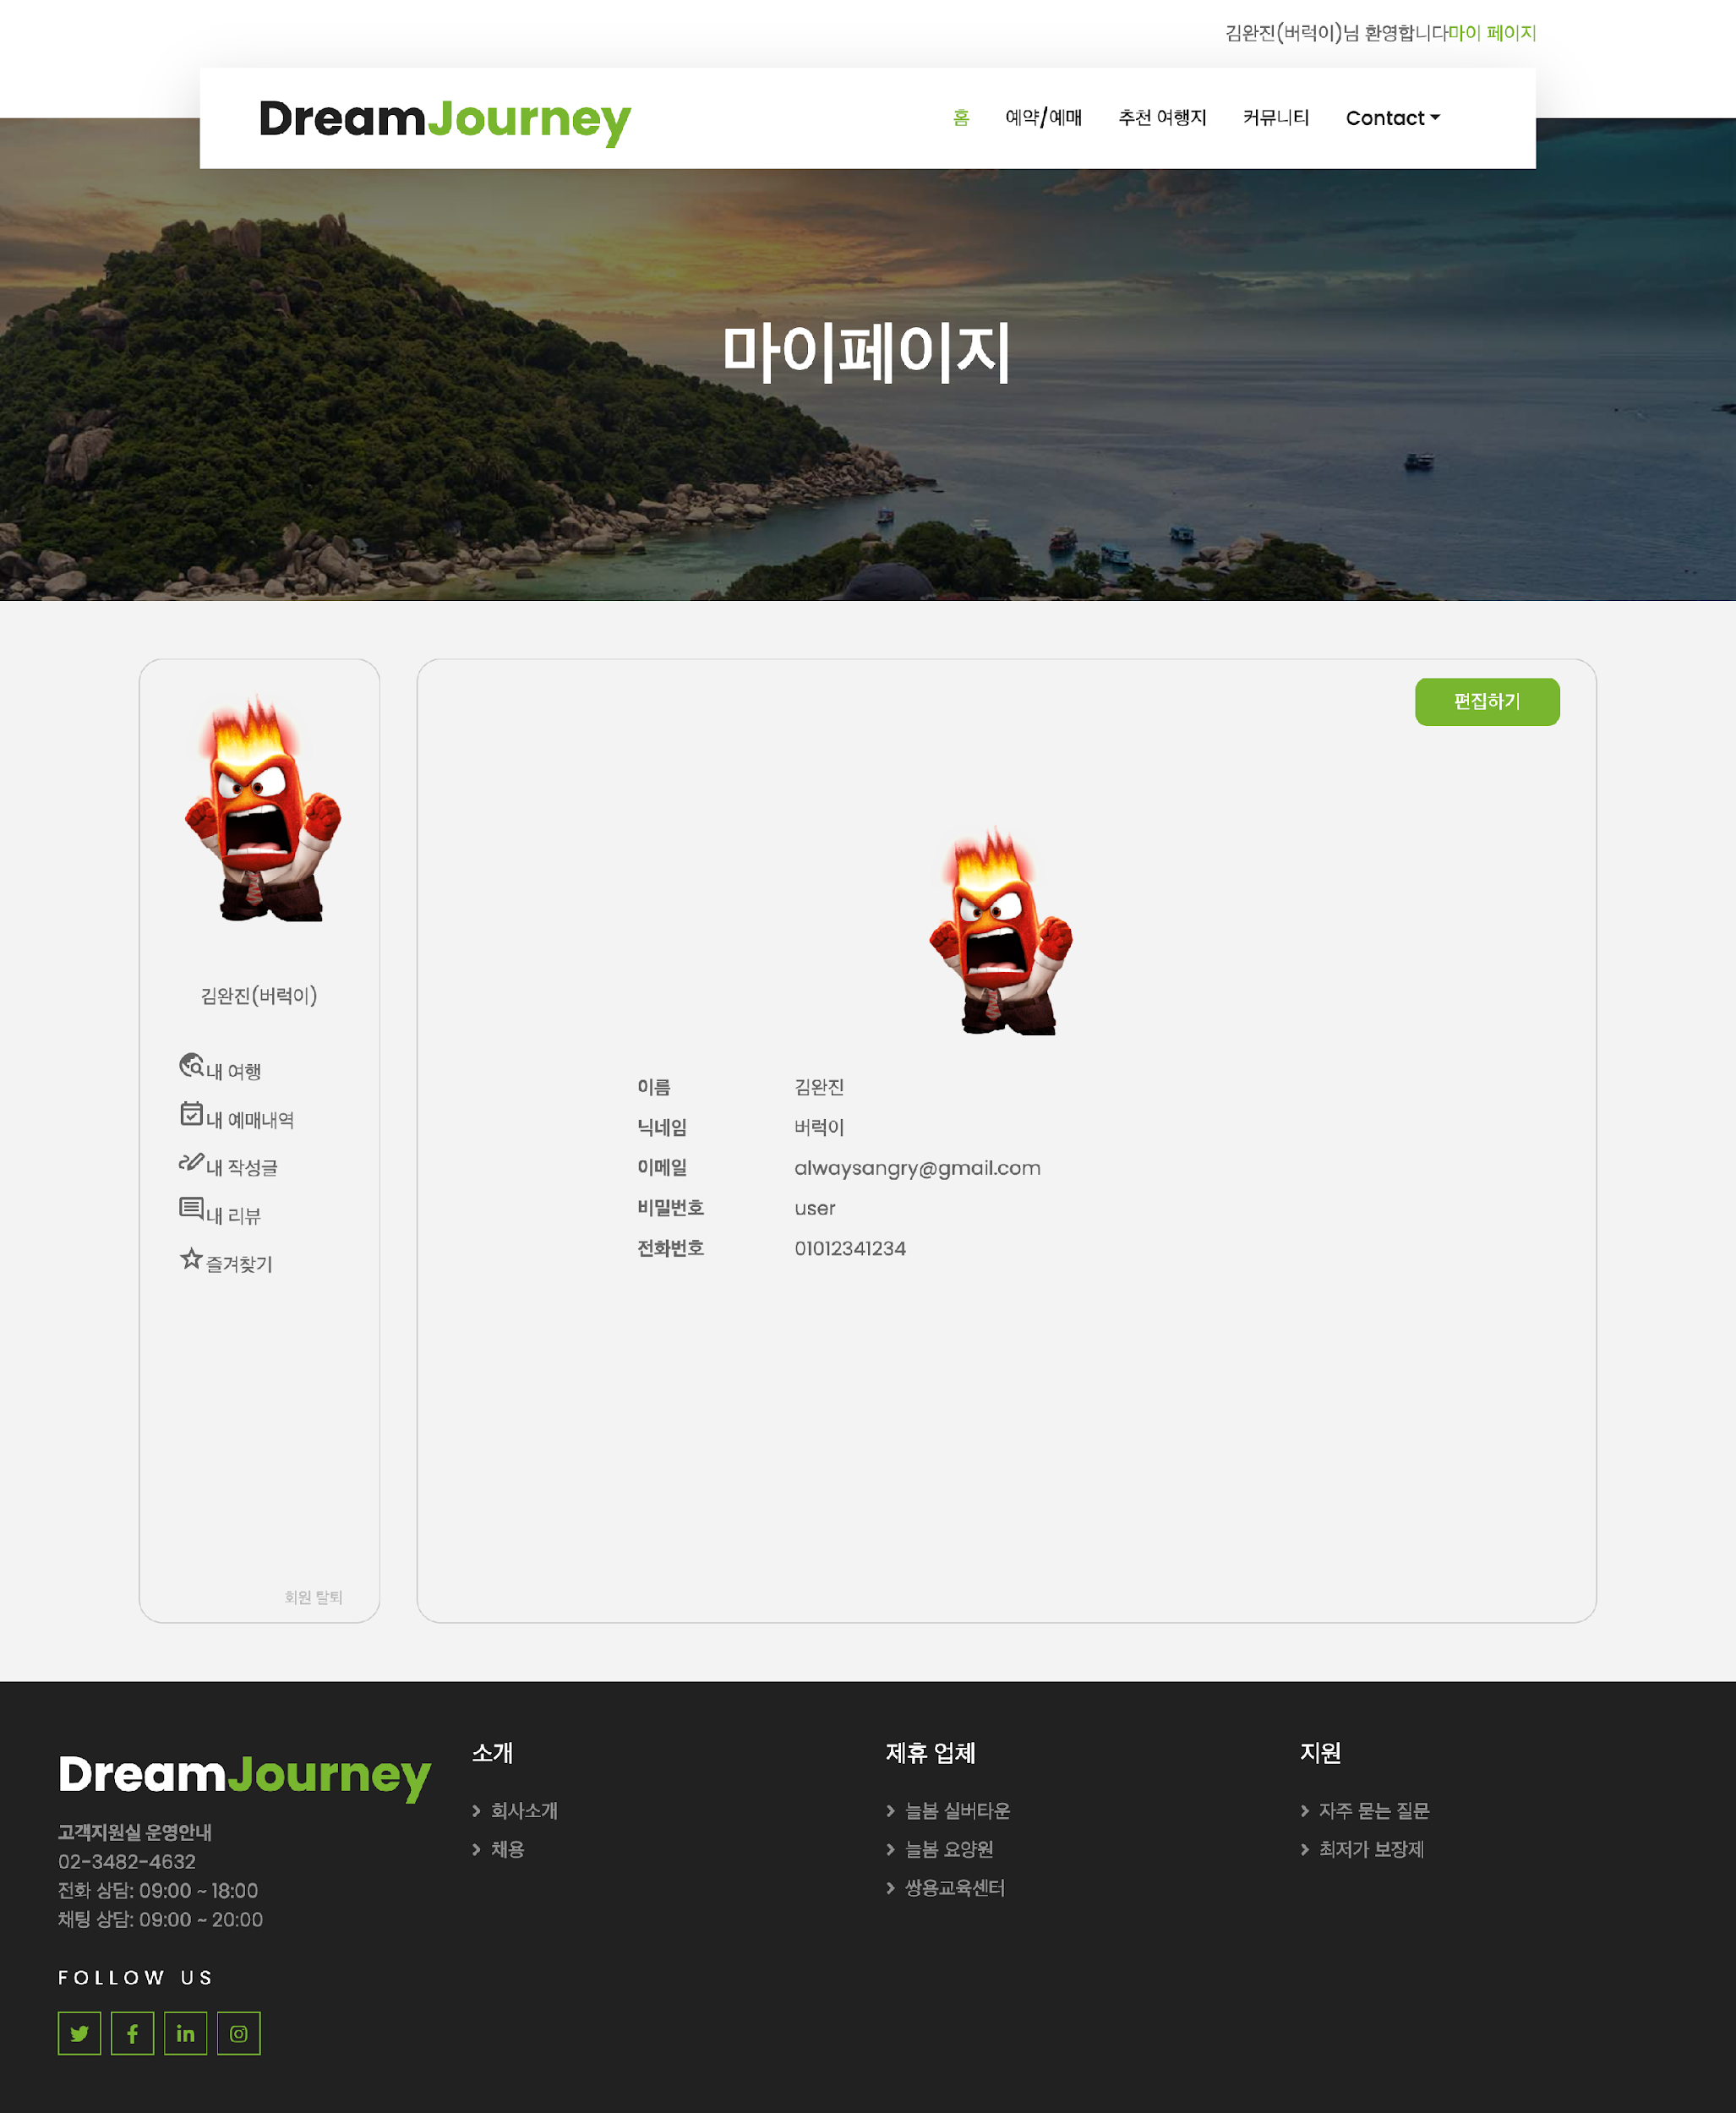 김완진(버럭이)님 환영합니다마이 페이지
DreamJourney
홈 예약/예매 추천 여행지 커뮤니티 Contact
마이페이지
편집하기
김완진(버럭이)
내 여행
내 예매내역
내 작성글
내 리뷰
즐겨찾기
회원 탈퇴
이름 김완진
닉네임 버럭이
이메일 alwaysangry@gmail.com
비밀번호 user
전화번호 01012341234
DreamJourney
고객지원실 운영안내
02-3482-4632
전화 상담: 09:00 ~ 18:00
채팅 상담: 09:00 ~ 20:00
FOLLOW US
소개
회사소개
채용
제휴 업체
늘봄 실버타운
늘봄 요양원
쌍용교육센터
지원
자주 묻는 질문
최저가 보장제